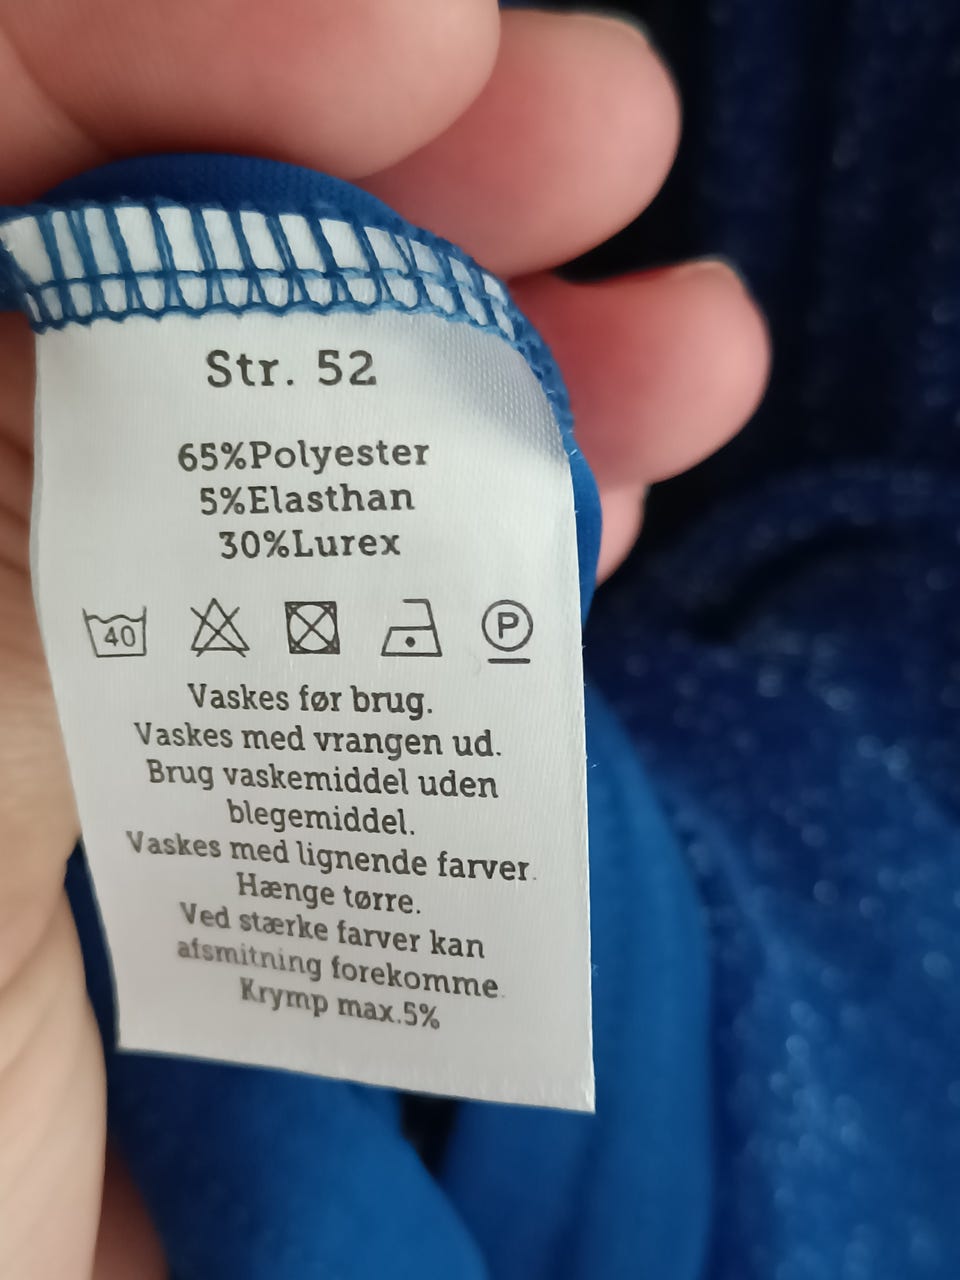 Str. 52
65%Polyester
5%Elasthan
30%Lurex
40 P
Vaskes før brug.
Vaskes med vrangen ud.
Brug vaskemiddel uden
blegemiddel.
Vaskes med lignende farver.
Hænge tørre.
Ved stærke farver kan
afsmitning forekomme.
Krymp max.5%